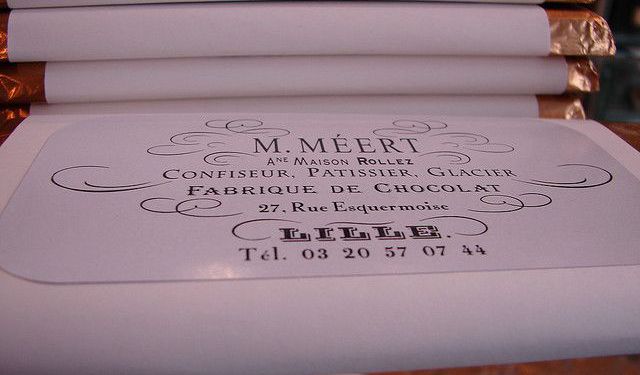 M. MÉERT
ANE MAISON ROLLEZ
CONFISEUR, PATISSIER, GLACIER
FABRIQUE DE CHOCOLAT
27, Rue Esquermoise
LILLE.
Tél. 03 20 57 07 44